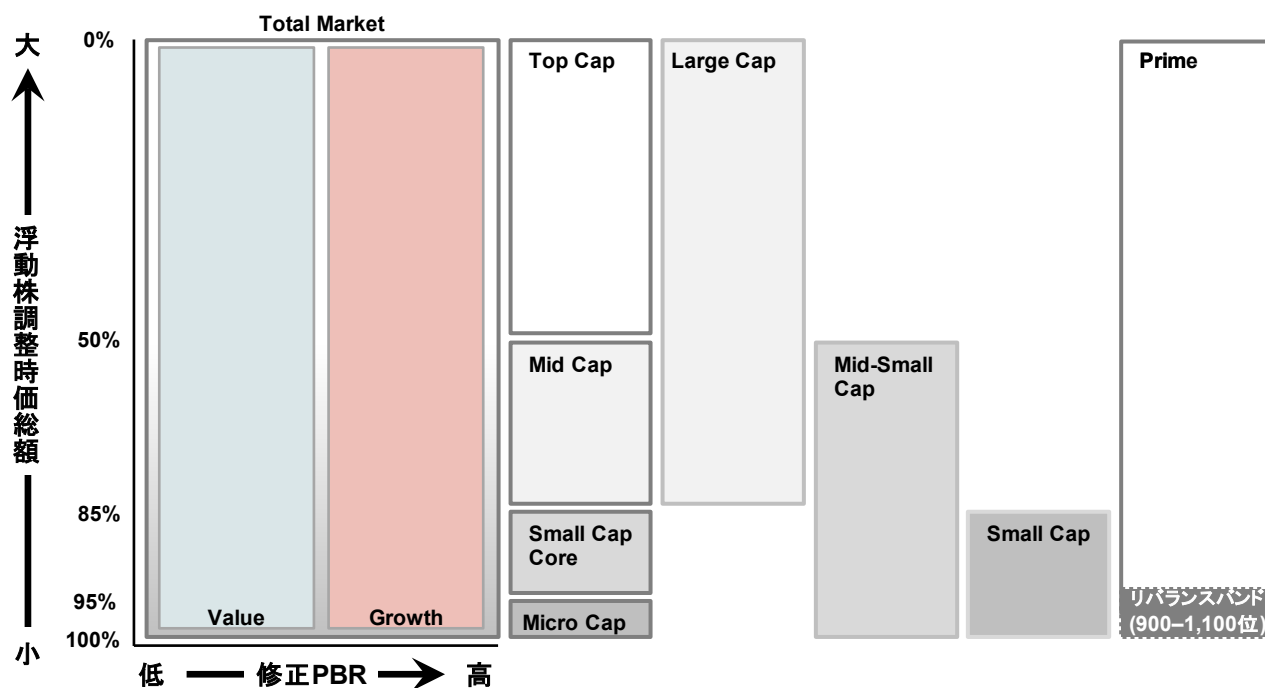 Total Market
大
0%
Top Cap
Large Cap
Prime
浮動株調整時価総額
50%
Mid Cap
Mid-Small
Cap
85%
Small Cap
Core
Small Cap
95%
Value
Growth
Micro Cap
リバランスバンド
(900–1,100位)
100%
小
低
修正PBR
高